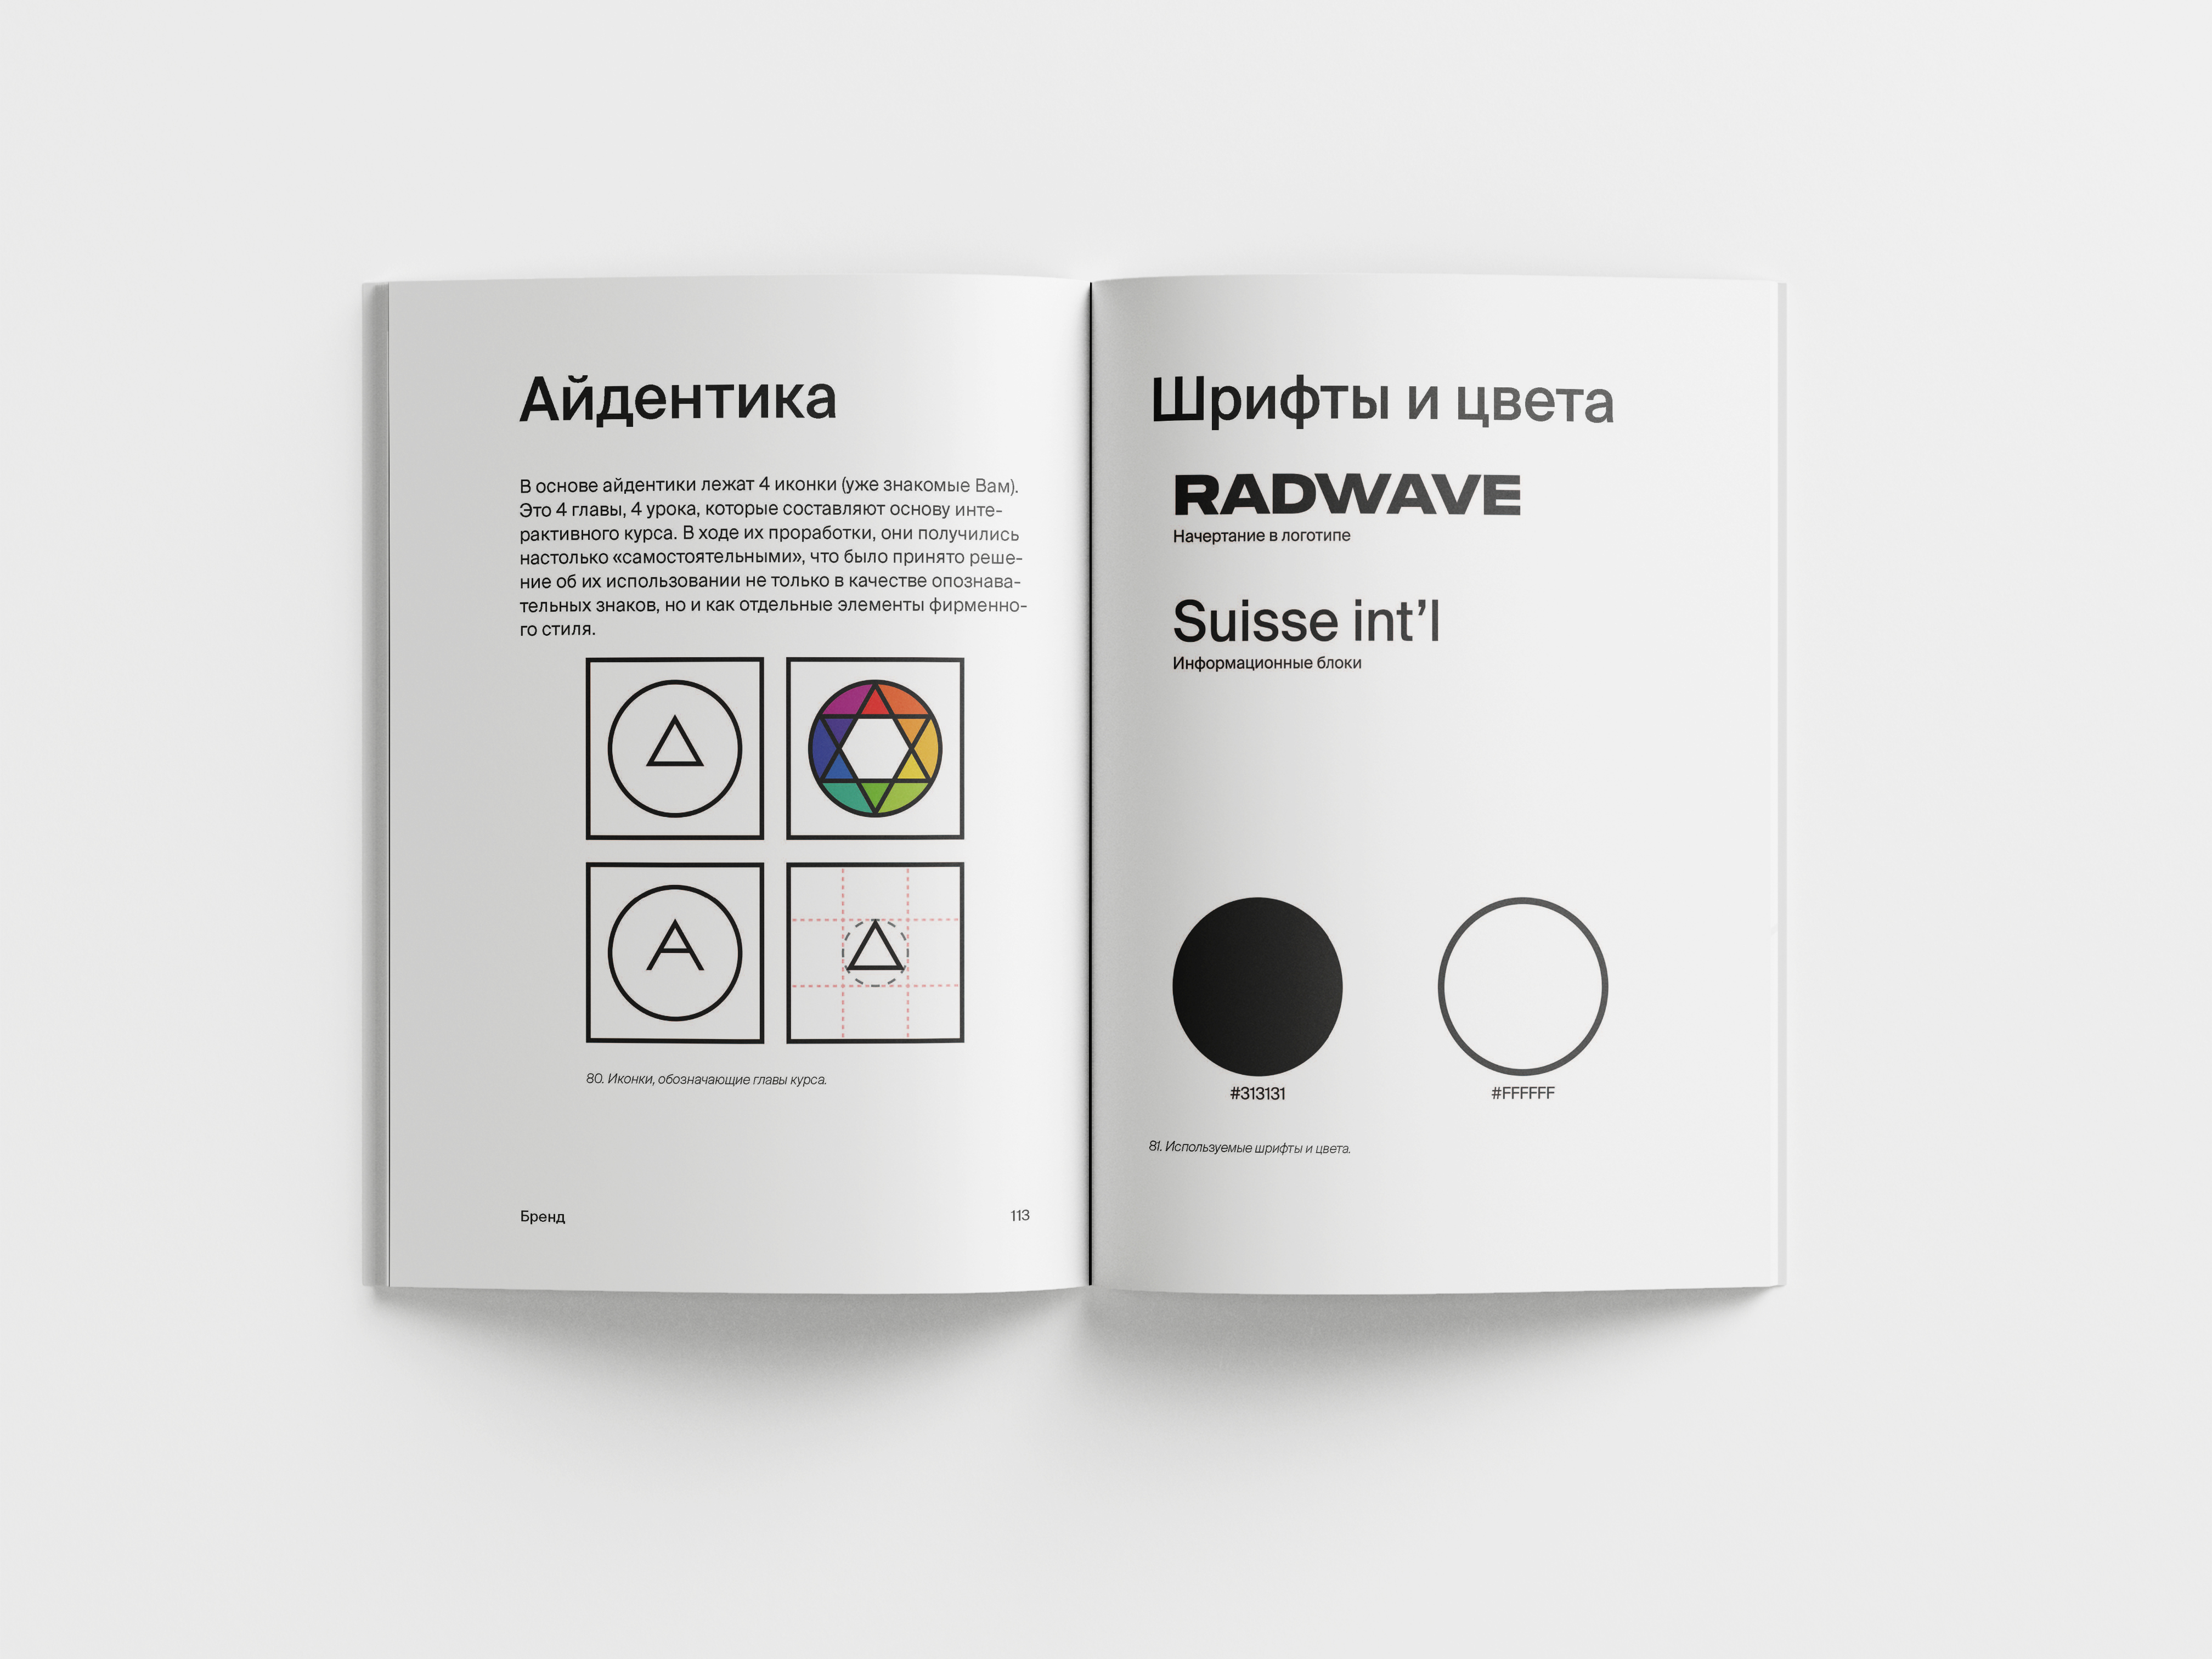 Айдентика
В основе айдентики лежат 4 иконки (уже знакомые Вам).
Это 4 главы, 4 урока, которые составляют основу инте-
рактивного курса. В ходе их проработки, они получились
настолько «самостоятельными», что было принято реше-
ние об их использовании не только в качестве опознава-
тельных знаков, но и как отдельные элементы фирменно-
го стиля.
A
80. Иконки, обозначающие главы курса.
Бренд
113
Шрифты и цвета
RADWAVE
Начертание в логотипе
Suisse int’l
Информационные блоки
#313131
#FFFFFF
81. Используемые шрифты и цвета.